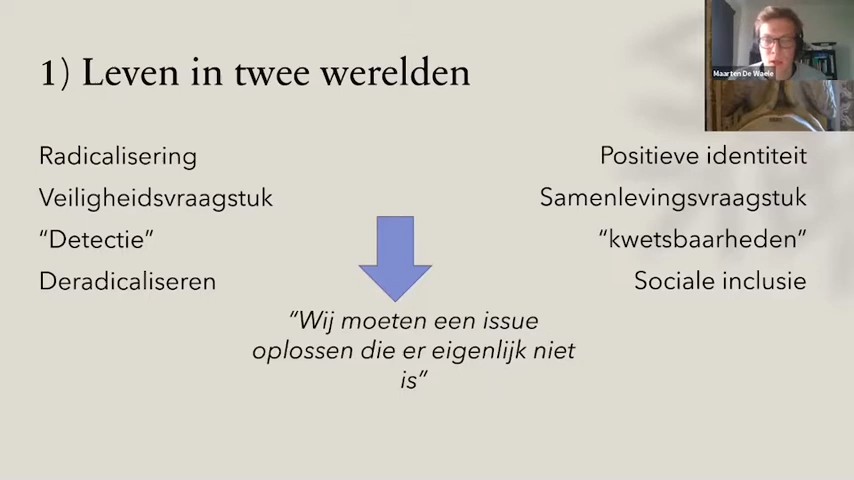 1) Leven in twee werelden
Maarten De Waele
Radicalisering
Veiligheidsvraagstuk
“Detectie”
Deradicaliseren
Positieve identiteit
Samenlevingsvraagstuk
“kwetsbaarheden”
Sociale inclusie
“Wij moeten een issue
oplossen die er eigenlijk niet
is”